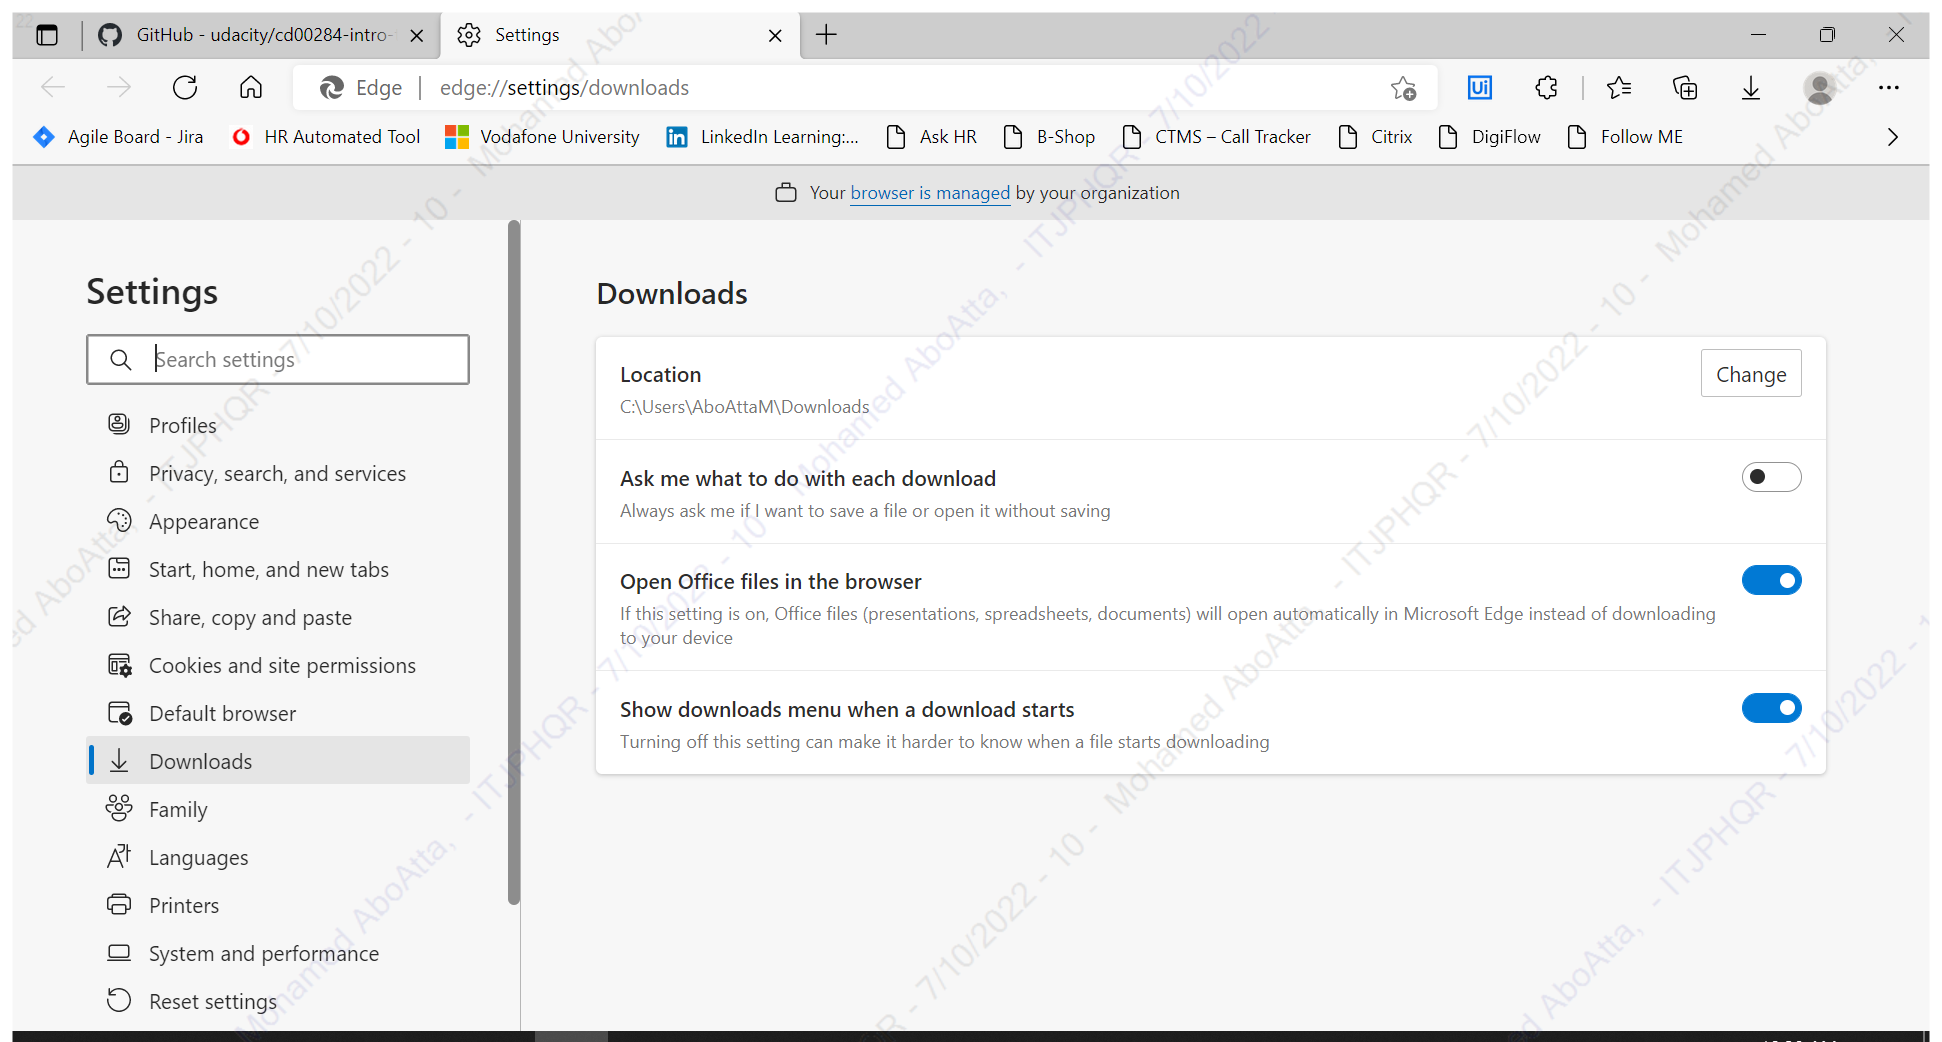 GitHub - udacity/cd00284-intro-
Settings
Edge
edge://settings/downloads
Agile Board - Jira
HR Automated Tool
Vodafone University
LinkedIn Learning:...
Ask HR
B-Shop
CTMS – Call Tracker
Citrix
DigiFlow
Follow ME
Your browser is managed by your organization
Settings
Search settings
Profiles
Privacy, search, and services
Appearance
Start, home, and new tabs
Share, copy and paste
Cookies and site permissions
Default browser
Downloads
Family
Languages
Printers
System and performance
Reset settings
Downloads
Location
C:\Users\AboAttaM\Downloads
Change
Ask me what to do with each download
Always ask me if I want to save a file or open it without saving
Open Office files in the browser
If this setting is on, Office files (presentations, spreadsheets, documents) will open automatically in Microsoft Edge instead of downloading
to your device
Show downloads menu when a download starts
Turning off this setting can make it harder to know when a file starts downloading
Mohamed AboAtta, - ITJPHQR - 7/10/2022 - 10 -